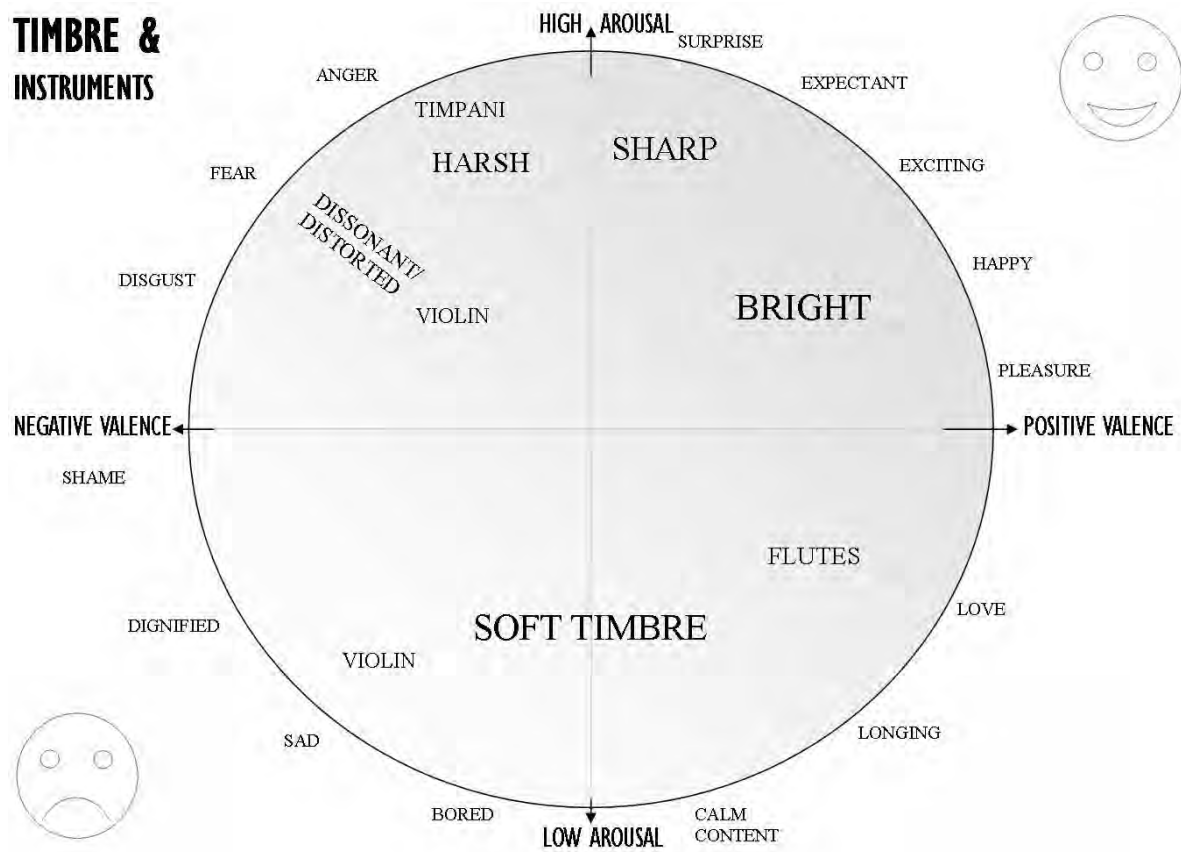 TIMBRE &
INSTRUMENTS
HIGH AROUSAL
SURPRISE
ANGER
EXPECTANT
TIMPANI
HARSH
SHARP
FEAR
EXCITING
DISSONANT/
DISTORTED
DISGUST
HAPPY
VIOLIN
BRIGHT
PLEASURE
NEGATIVE VALENCE
POSITIVE VALENCE
SHAME
FLUTES
LOVE
DIGNIFIED
SOFT TIMBRE
VIOLIN
SAD
LONGING
BORED
CALM
CONTENT
LOW AROUSAL